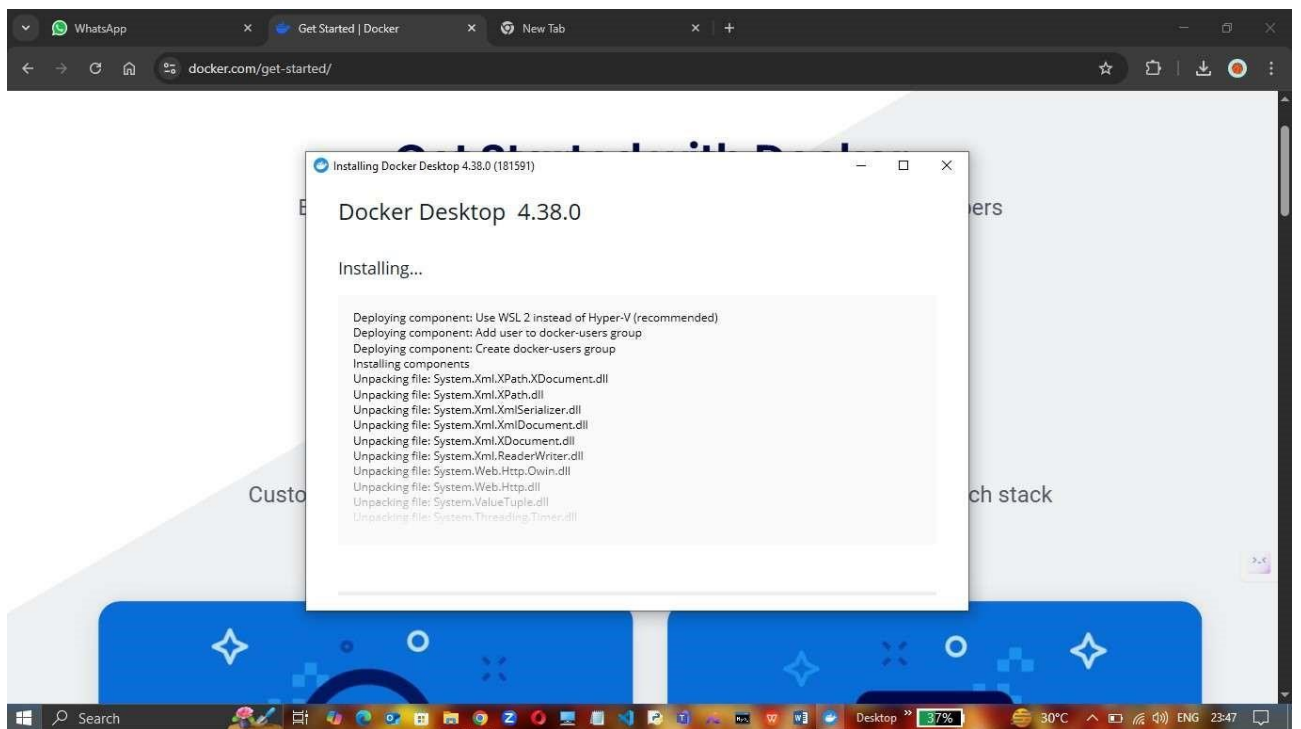 WhatsApp
Get Started | Docker
New Tab
docker.com/get-started/
Installing Docker Desktop 4.38.0 (181591)
Docker Desktop 4.38.0
ers
Installing...
Deploying component: Use WSL 2 instead of Hyper-V (recommended)
Deploying component: Add user to docker-users group
Deploying component: Create docker-users group
Installing components
Unpacking file: System.Xml.XPath.XDocument.dll
Unpacking file: System.Xml.XPath.dll
Unpacking file: System.Xml.XmlSerializer.dll
Unpacking file: System.Xml.XmlDocument.dll
Unpacking file: System.Xml.XDocument.dll
Unpacking file: System.Xml.ReaderWriter.dll
Unpacking file: System.Web.Http.Owin.dll
Unpacking file: System.Web.Http.dll
Custo ch stack
Unpacking file: System.ValueTuple.dll
Unpacking file: System.Threading.Timer.dll
Search Desktop 37% 30°C ENG 23:47